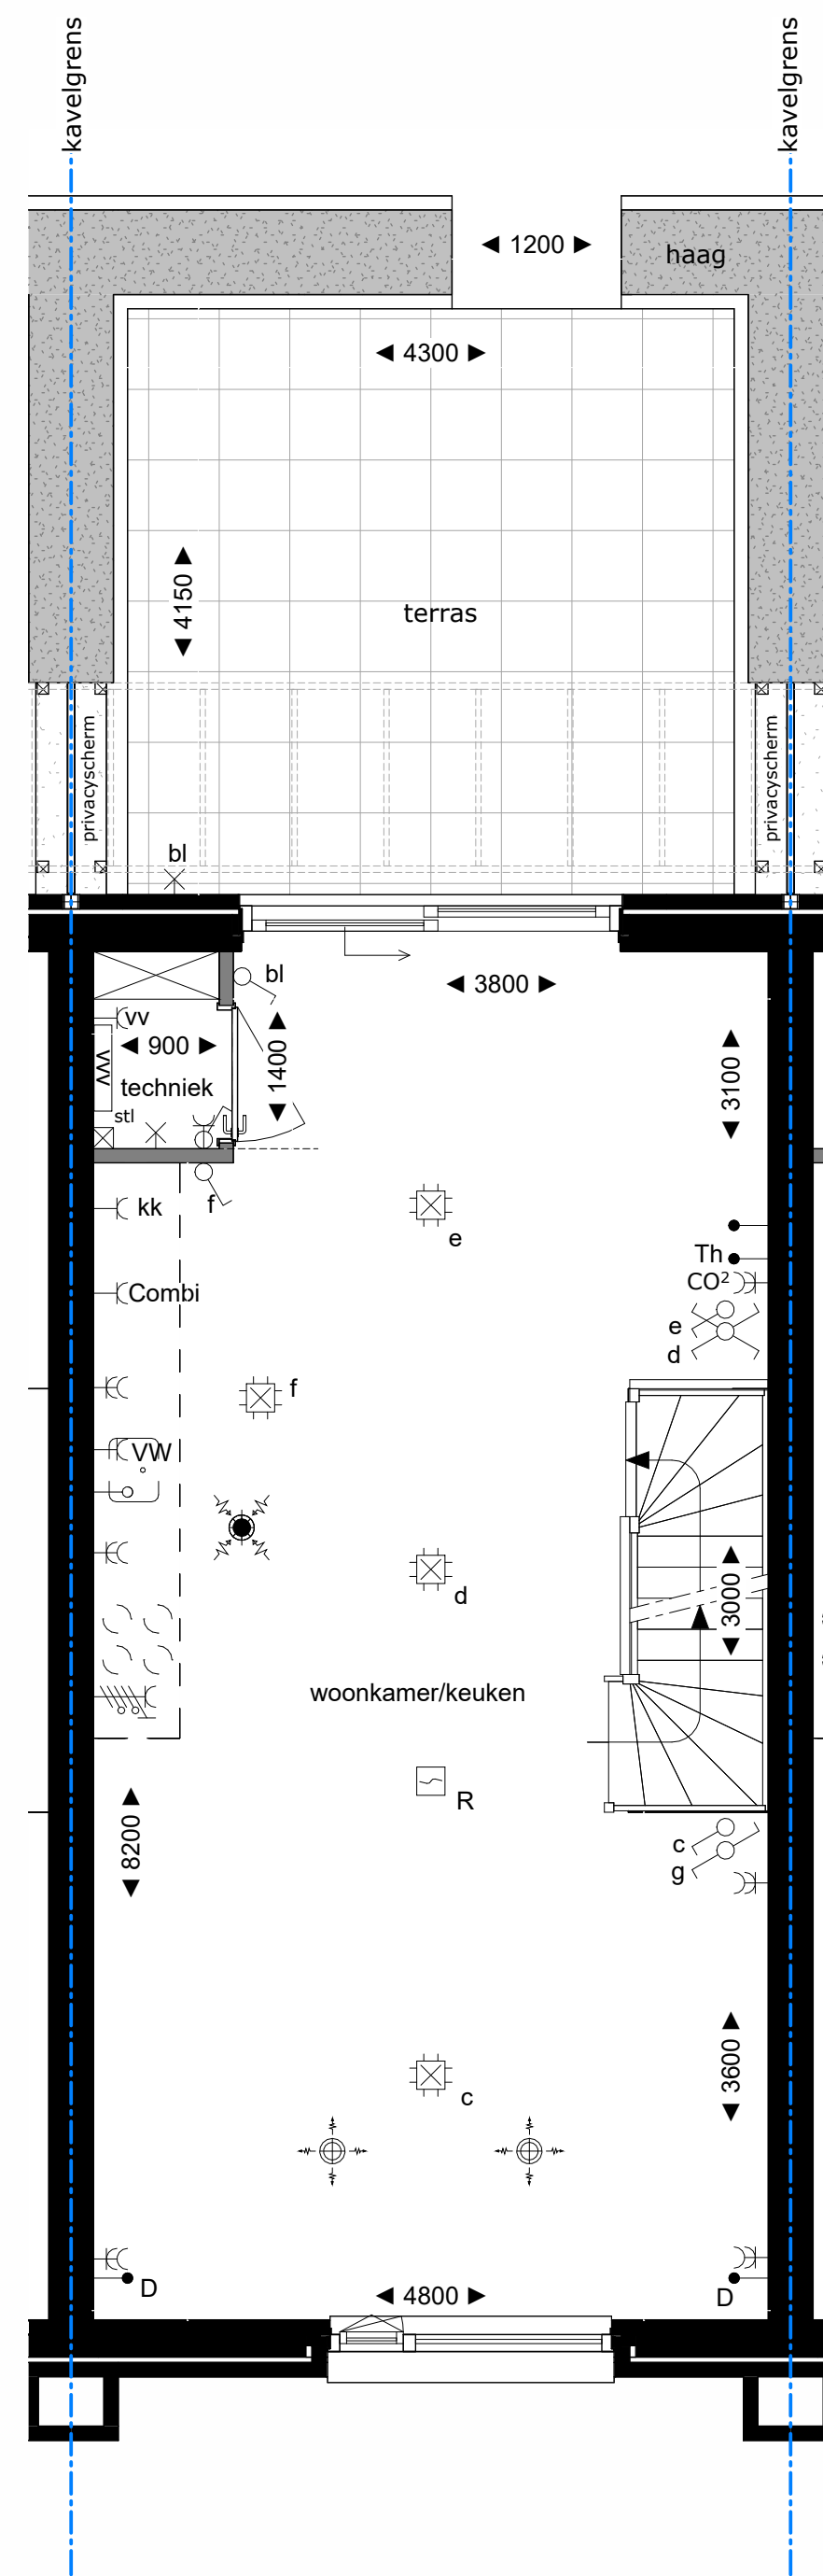 kavelgrens
kavelgrens
1200
haag
4300
4150
terras
privacyscherm
privacyscherm
bl
bl
3800
vv
900
1400
3100
VVV
techniek
stl
kk
f
e
Th
CO²
Combi
e
d
f
VW
d
3000
woonkamer/keuken
R
8200
c
g
3600
c
D
4800
D